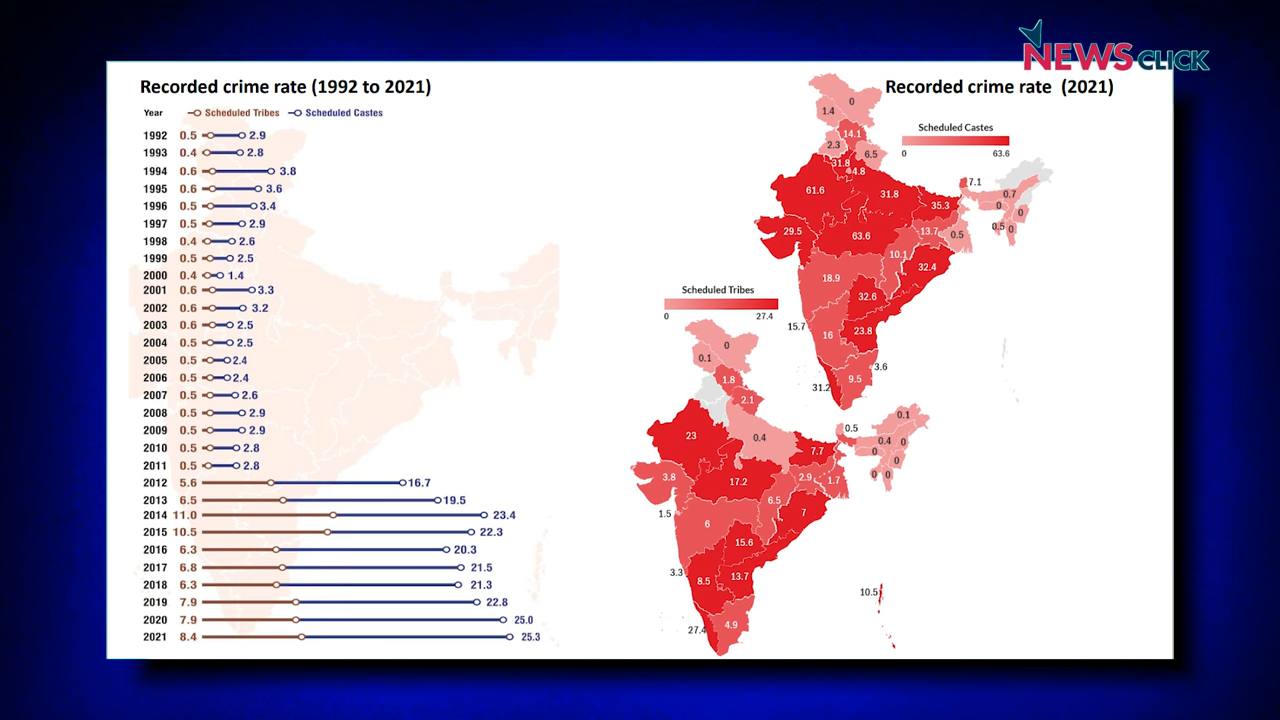 NEWSCLICK
Recorded crime rate (1992 to 2021)
Year Scheduled Tribes Scheduled Castes
1992 0.5 2.9
1993 0.4 2.8
1994 0.6 3.8
1995 0.6 3.6
1996 0.5 3.4
1997 0.5 2.9
1998 0.4 2.6
1999 0.5 2.5
2000 0.4 1.4
2001 0.6 3.3
2002 0.6 3.2
2003 0.6 2.5
2004 0.5 2.5
2005 0.5 2.4
2006 0.5 2.4
2007 0.5 2.6
2008 0.5 2.9
2009 0.5 2.9
2010 0.5 2.8
2011 0.5 2.8
2012 5.6 16.7
2013 6.5 19.5
2014 11.0 23.4
2015 10.5 22.3
2016 6.3 20.3
2017 6.8 21.5
2018 6.3 21.3
2019 7.9 22.8
2020 7.9 25.0
2021 8.4 25.3
Recorded crime rate (2021)
Scheduled Castes
0 63.6
1.4 0
14.1
2.3 6.5
31.8 4.8
61.6 31.8 35.3 7.1 0.7
0 0
29.5 63.6 13.7 0.5 0.5 0
10.1 32.4
18.9
32.6
15.7 16 23.8
3.6
31.2 9.5
Scheduled Tribes
0 27.4
0
0.1
1.8
2.1
23 0.4 7.7 0.5 0.1
0.4 0
0 0
3.8 17.2 2.9 1.7 0 0
6.5
1.5 6 7
15.6
3.3 8.5 13.7
10.5
27.4 4.9